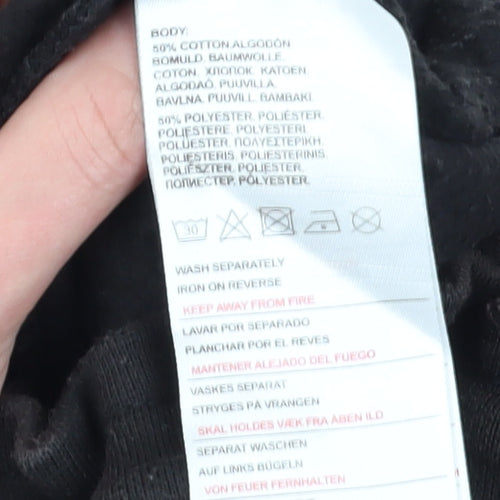 BODY:
50% COTTON, ALGODÓN
BOMULD, BAUMWOLLE,
COTON, ΧΛΟΠΟΚ, KATOEN,
ALGODÃO, PUUVILLA,
BAVLNA, PUUVILL, BAMBAKI.
50% POLYESTER, POLIÉSTER,
POLIESTERE, POLYESTERI,
POLUESTER, ΠΟΛΥΕΣΤΕΡΙΚΗ,
POLIESTERIS, POLIESTERINIS,
POLIÉSZTER, POLIESTER,
ПОЛИЕСТЕР, PÓLYESTER.
30
WASH SEPARATELY
IRON ON REVERSE
KEEP AWAY FROM FIRE
LAVAR POR SEPARADO
PLANCHAR POR EL REVES
MANTENER ALEJADO DEL FUEGO
VASKES SEPARAT
STRYGES PÅ VRANGEN
SKAL HOLDES VÆK FRA ÅBEN ILD
SEPARAT WASCHEN
AUF LINKS BÜGELN
VON FEUER FERNHALTEN